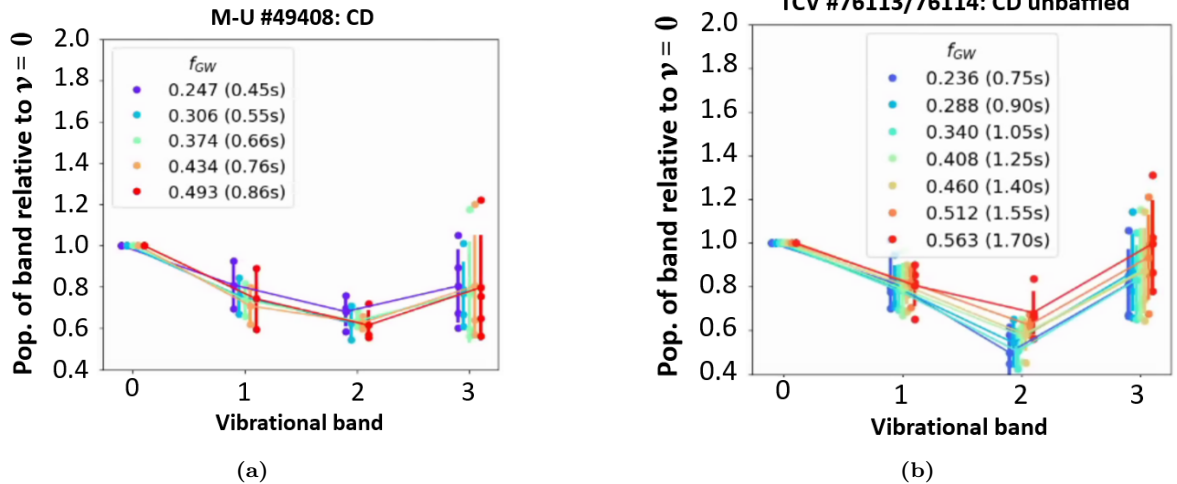 M-U #49408: CD
Pop. of band relative to ν = 0
2.0
1.8
1.6
1.4
1.2
1.0
0.8
0.6
0.4
f_GW
0.247 (0.45s)
0.306 (0.55s)
0.374 (0.66s)
0.434 (0.76s)
0.493 (0.86s)
0 1 2 3
Vibrational band
(a)
TCV #76113/76114: CD unbaffled
Pop. of band relative to ν = 0
2.0
1.8
1.6
1.4
1.2
1.0
0.8
0.6
0.4
f_GW
0.236 (0.75s)
0.288 (0.90s)
0.340 (1.05s)
0.408 (1.25s)
0.460 (1.40s)
0.512 (1.55s)
0.563 (1.70s)
0 1 2 3
Vibrational band
(b)